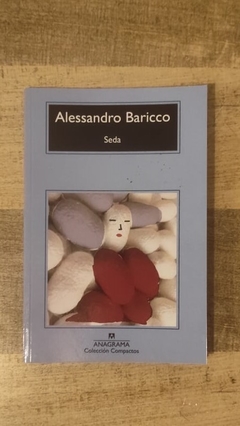 Alessandro Baricco
Seda
ANAGRAMA
Colección Compactos